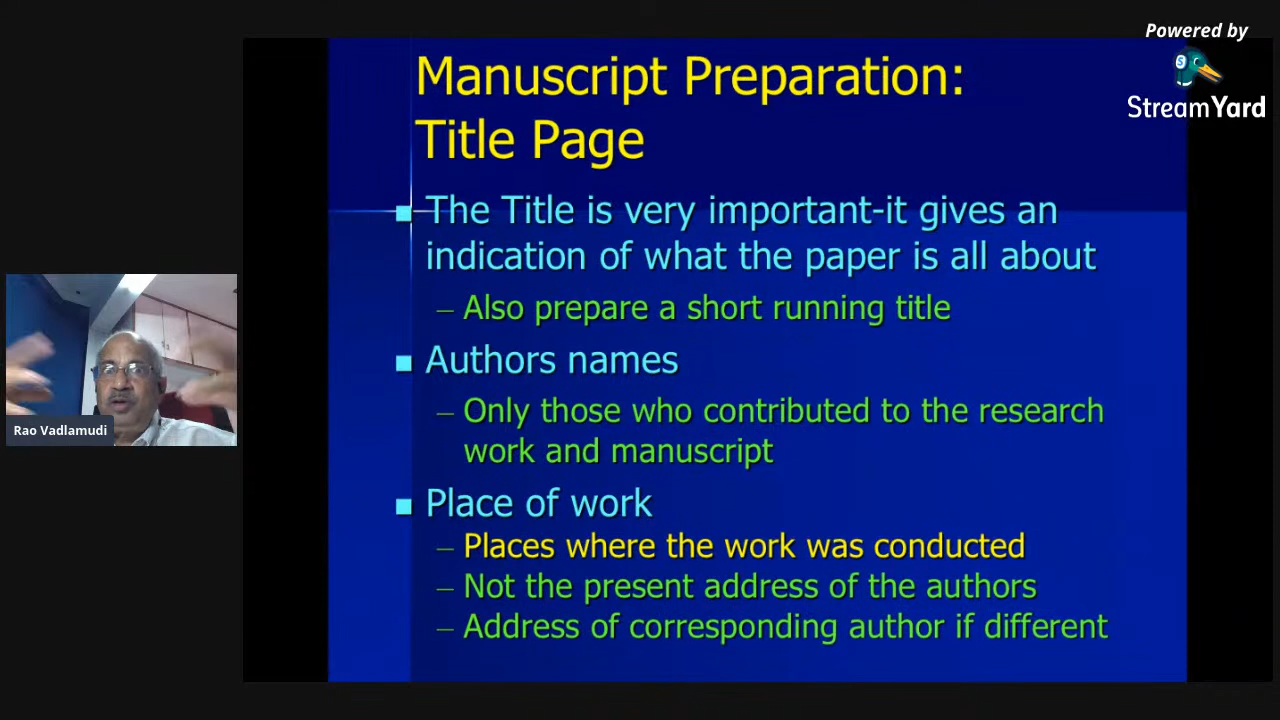 Powered by
StreamYard
Manuscript Preparation:
Title Page
The Title is very important-it gives an
indication of what the paper is all about
– Also prepare a short running title
Authors names
– Only those who contributed to the research
work and manuscript
Place of work
– Places where the work was conducted
– Not the present address of the authors
– Address of corresponding author if different
Rao Vadlamudi